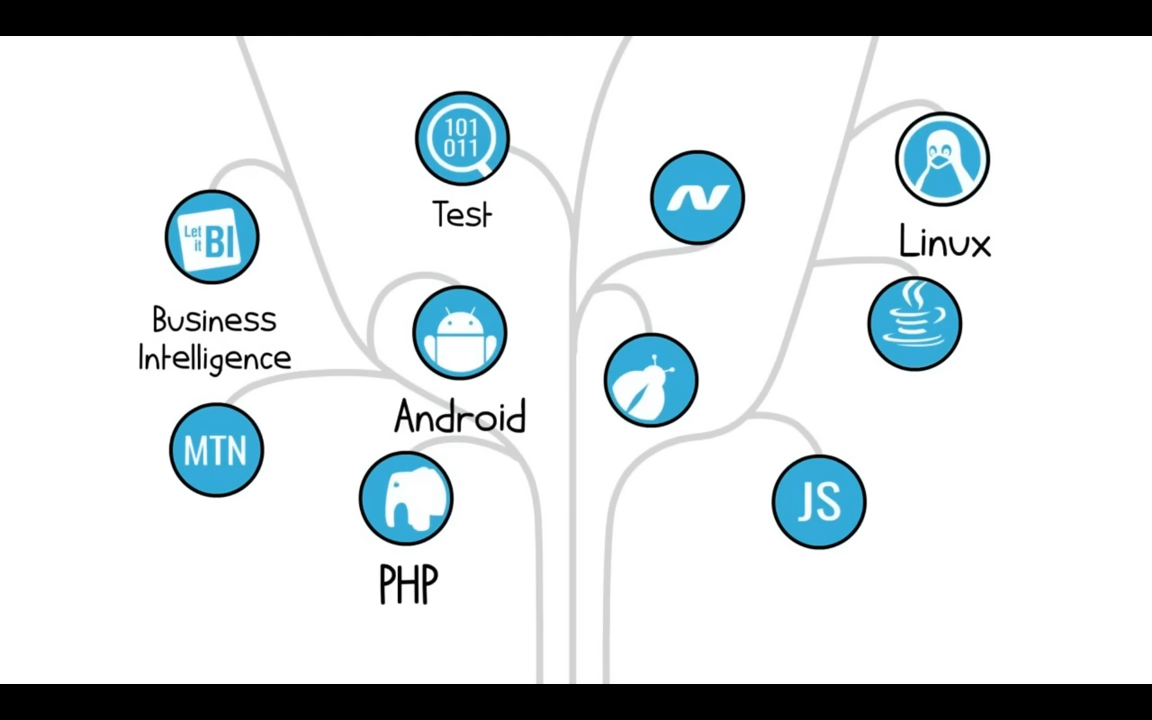 101
011
Test
Let
it BI
Business
Intelligence
Linux
Android
MTN
PHP
JS